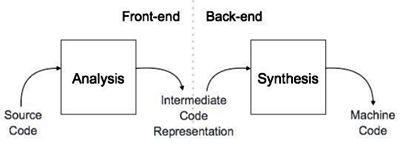 Front-end Back-end
Analysis
Synthesis
Source
Code
Intermediate
Code
Representation
Machine
Code